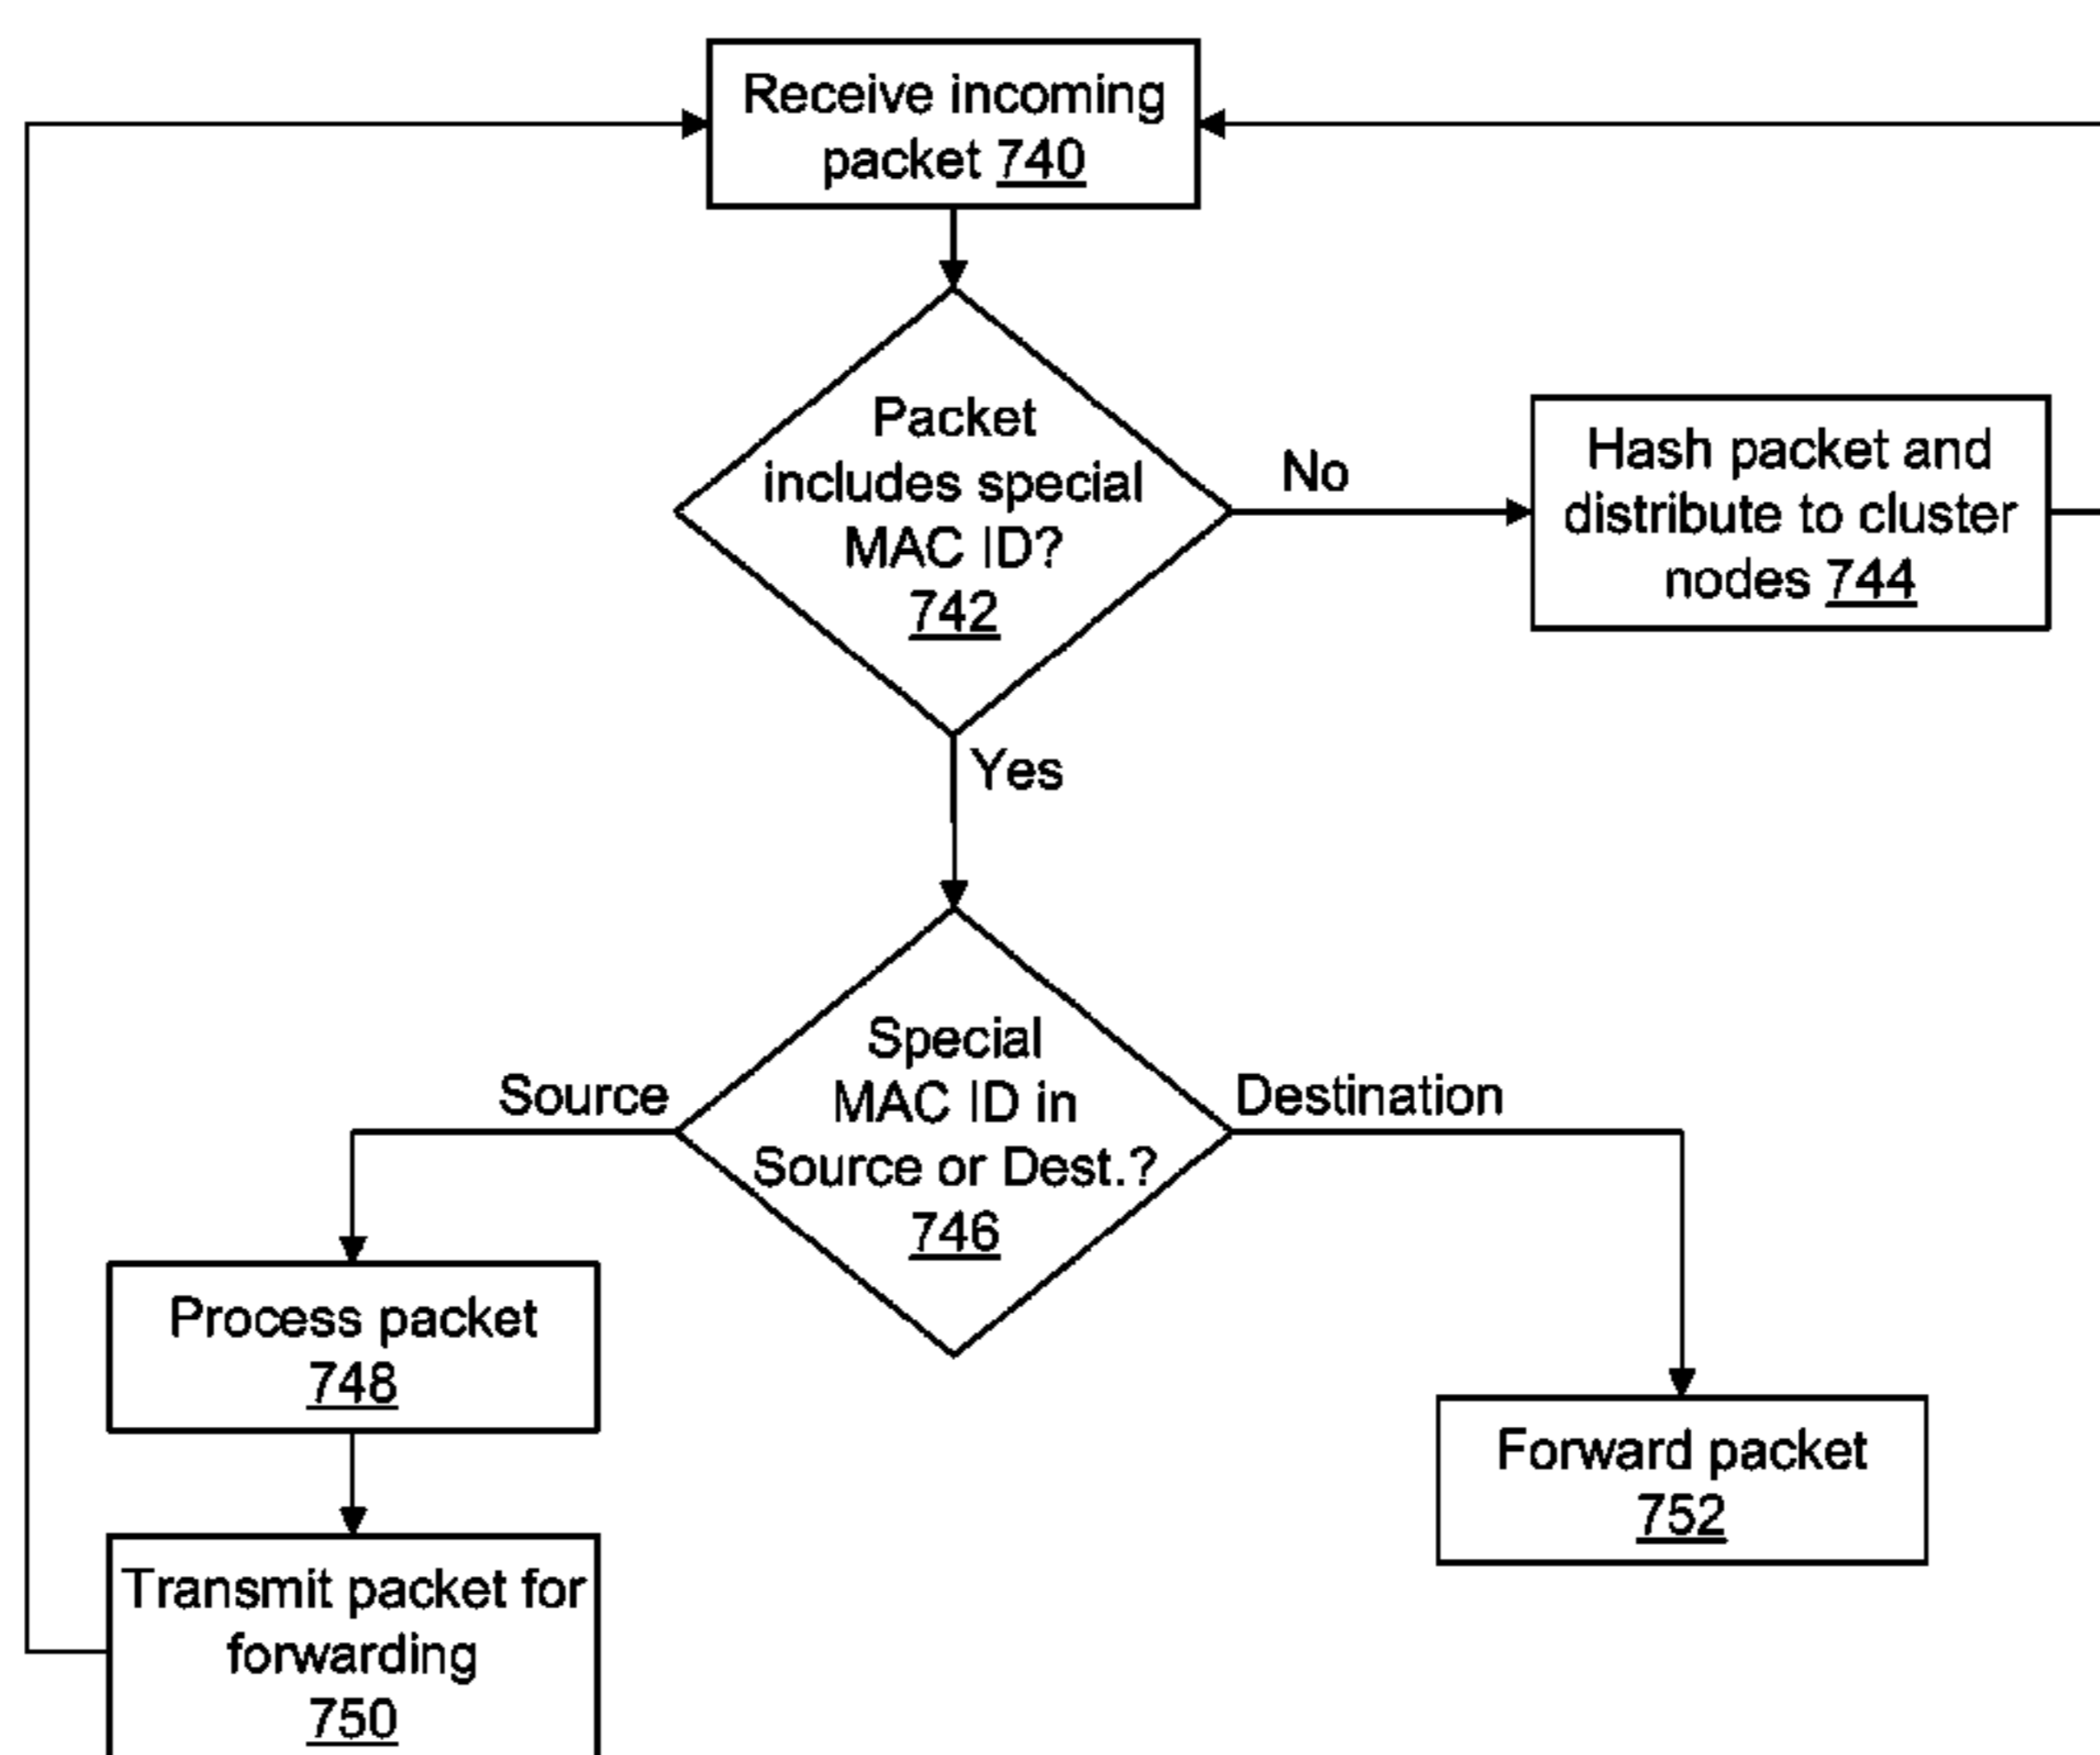 Receive incoming
packet 740
Packet
includes special
MAC ID?
742
No
Hash packet and
distribute to cluster
nodes 744
Yes
Special
MAC ID in
Source or Dest.?
746
Source
Destination
Process packet
748
Forward packet
752
Transmit packet for
forwarding
750